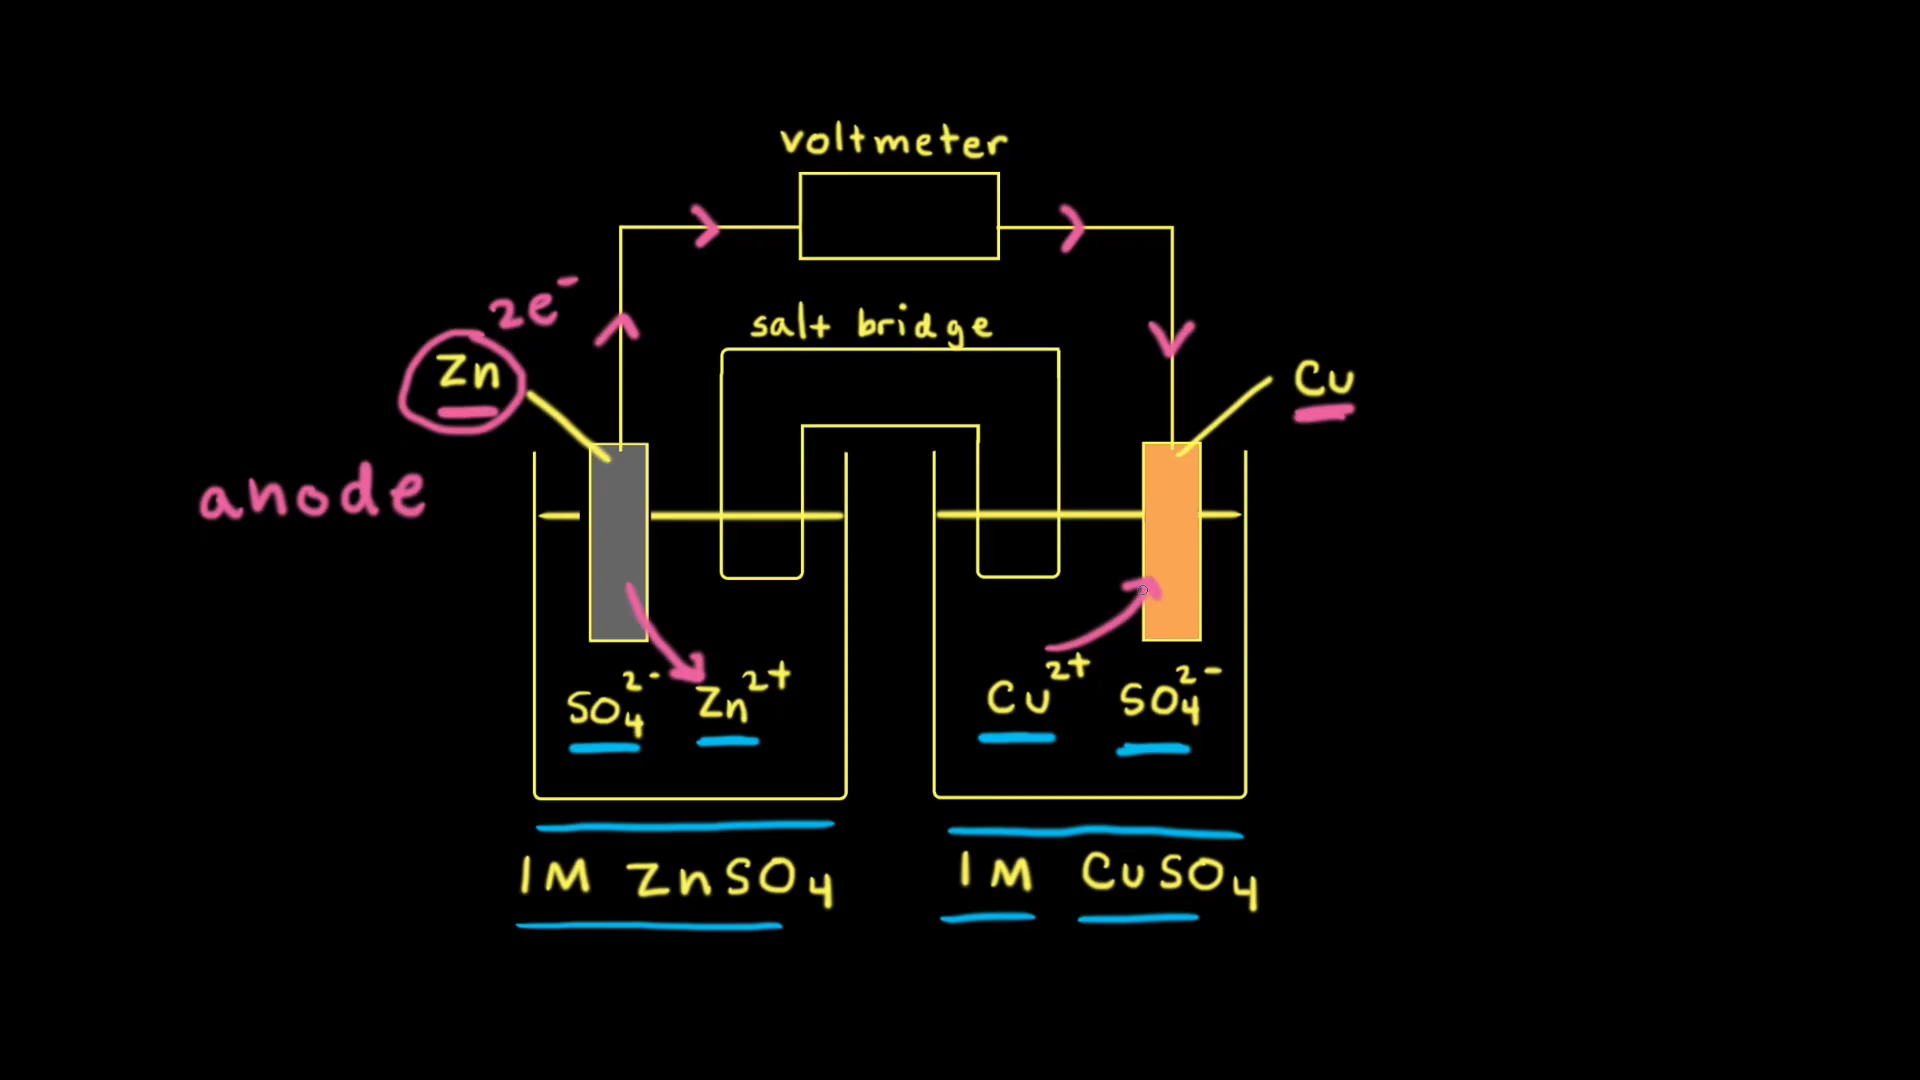 voltmeter
2e⁻
salt bridge
Zn
Cu
anode
SO₄²⁻ Zn²⁺
Cu²⁺ SO₄²⁻
1M ZnSO₄
1M CuSO₄